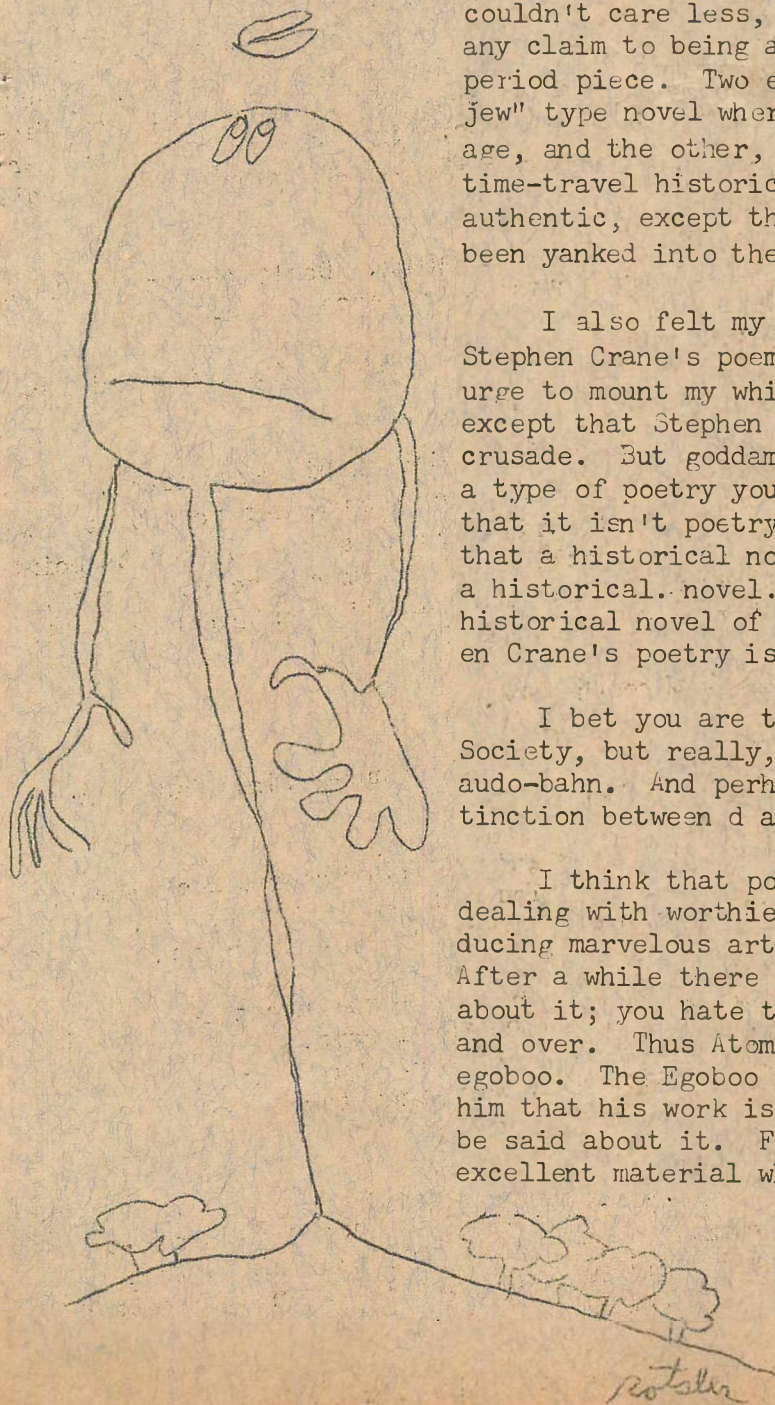 couldn't care less,
any claim to being a
period piece. Two e
jew" type novel wher
age, and the other,
time-travel historic
authentic, except th
been yanked into the
I also felt my
Stephen Crane's poem
urge to mount my whi
except that Stephen
crusade. But goddam
a type of poetry you
that it isn't poetry
that a historical no
a historical. novel.
historical novel of
en Crane's poetry is
I bet you are t
Society, but really,
audo-bahn. And perh
tinction between d a
I think that po
dealing with worthie
ducing marvelous art
After a while there
about it; you hate t
and over. Thus Atom
egoboo. The Egoboo
him that his work is
be said about it. F
excellent material w
rotsler